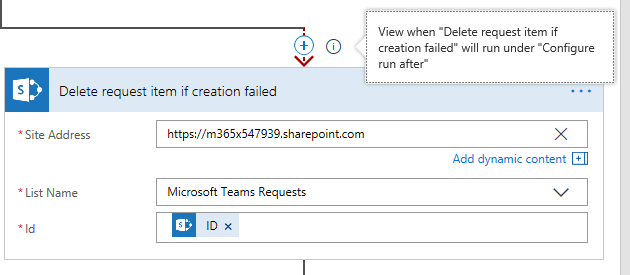 View when "Delete request item if
creation failed" will run under "Configure
run after"
Delete request item if creation failed
* Site Address
https://m365x547939.sharepoint.com
Add dynamic content
* List Name
Microsoft Teams Requests
* Id
ID